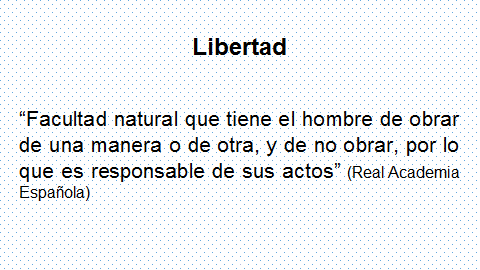 Libertad
“Facultad natural que tiene el hombre de obrar
de una manera o de otra, y de no obrar, por lo
que es responsable de sus actos” (Real Academia
Española)